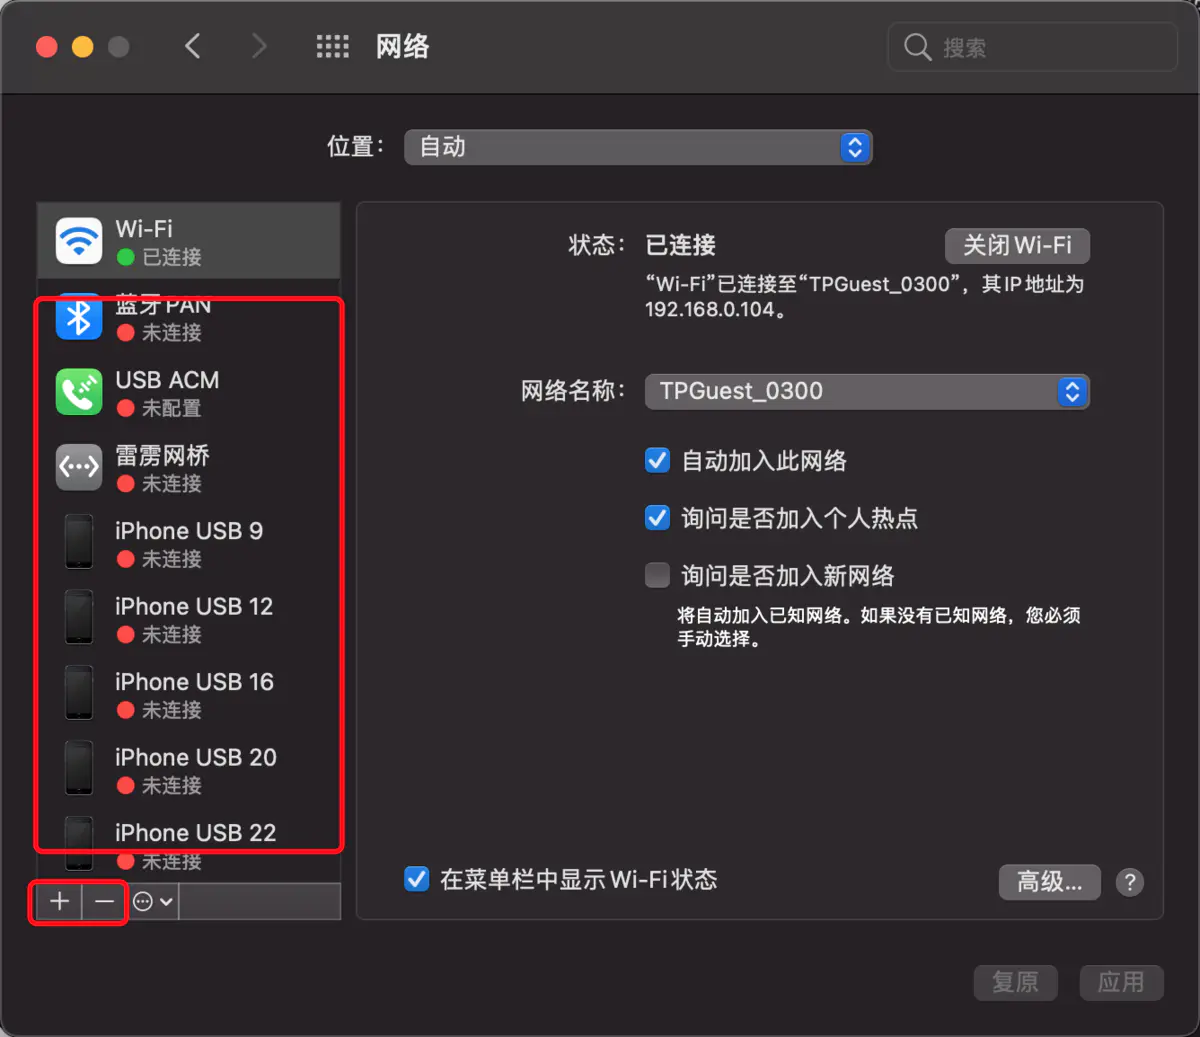 网络
搜索
位置：
自动
Wi-Fi
已连接
蓝牙 PAN
未连接
USB ACM
未配置
雷雳网桥
未连接
iPhone USB 9
未连接
iPhone USB 12
未连接
iPhone USB 16
未连接
iPhone USB 20
未连接
iPhone USB 22
未连接
状态：
已连接
关闭 Wi-Fi
“Wi-Fi”已连接至“TPGuest_0300”，其 IP 地址为
192.168.0.104。
网络名称：
TPGuest_0300
自动加入此网络
询问是否加入个人热点
询问是否加入新网络
将自动加入已知网络。如果没有已知网络，您必须
手动选择。
在菜单栏中显示 Wi-Fi 状态
高级...
?
复原
应用